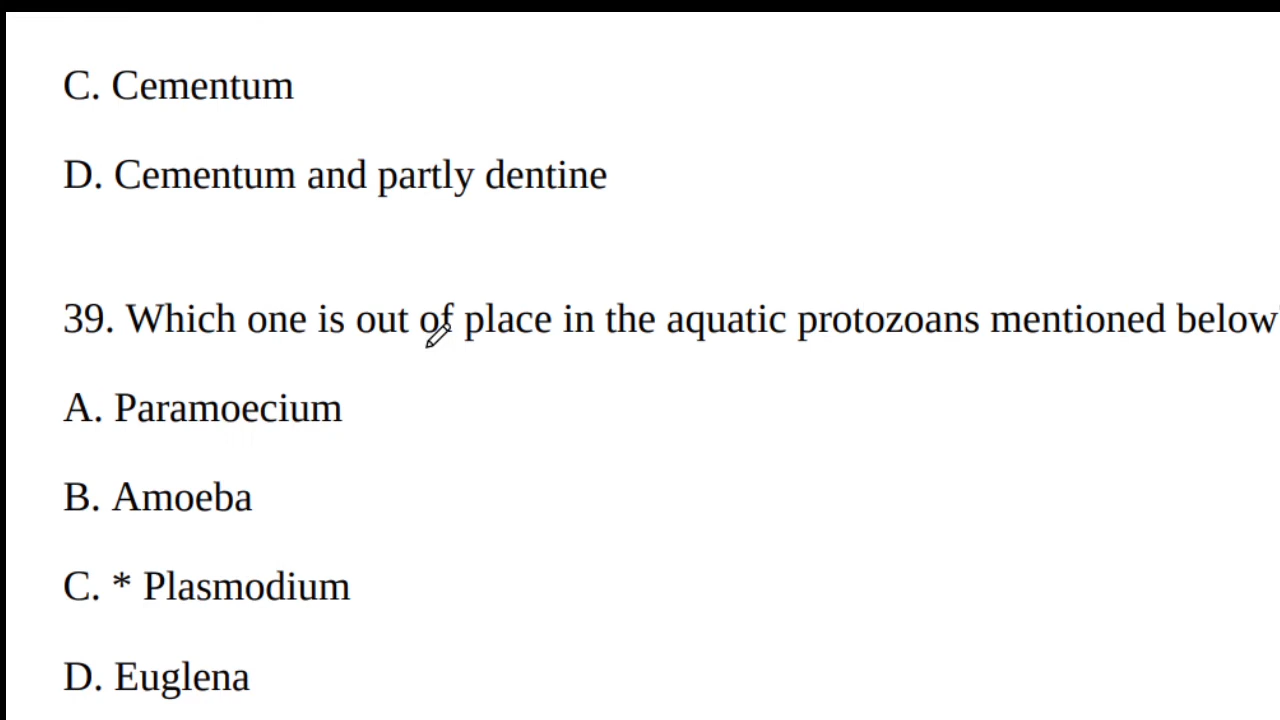 C. Cementum
D. Cementum and partly dentine
39. Which one is out of place in the aquatic protozoans mentioned below
A. Paramoecium
B. Amoeba
C. * Plasmodium
D. Euglena